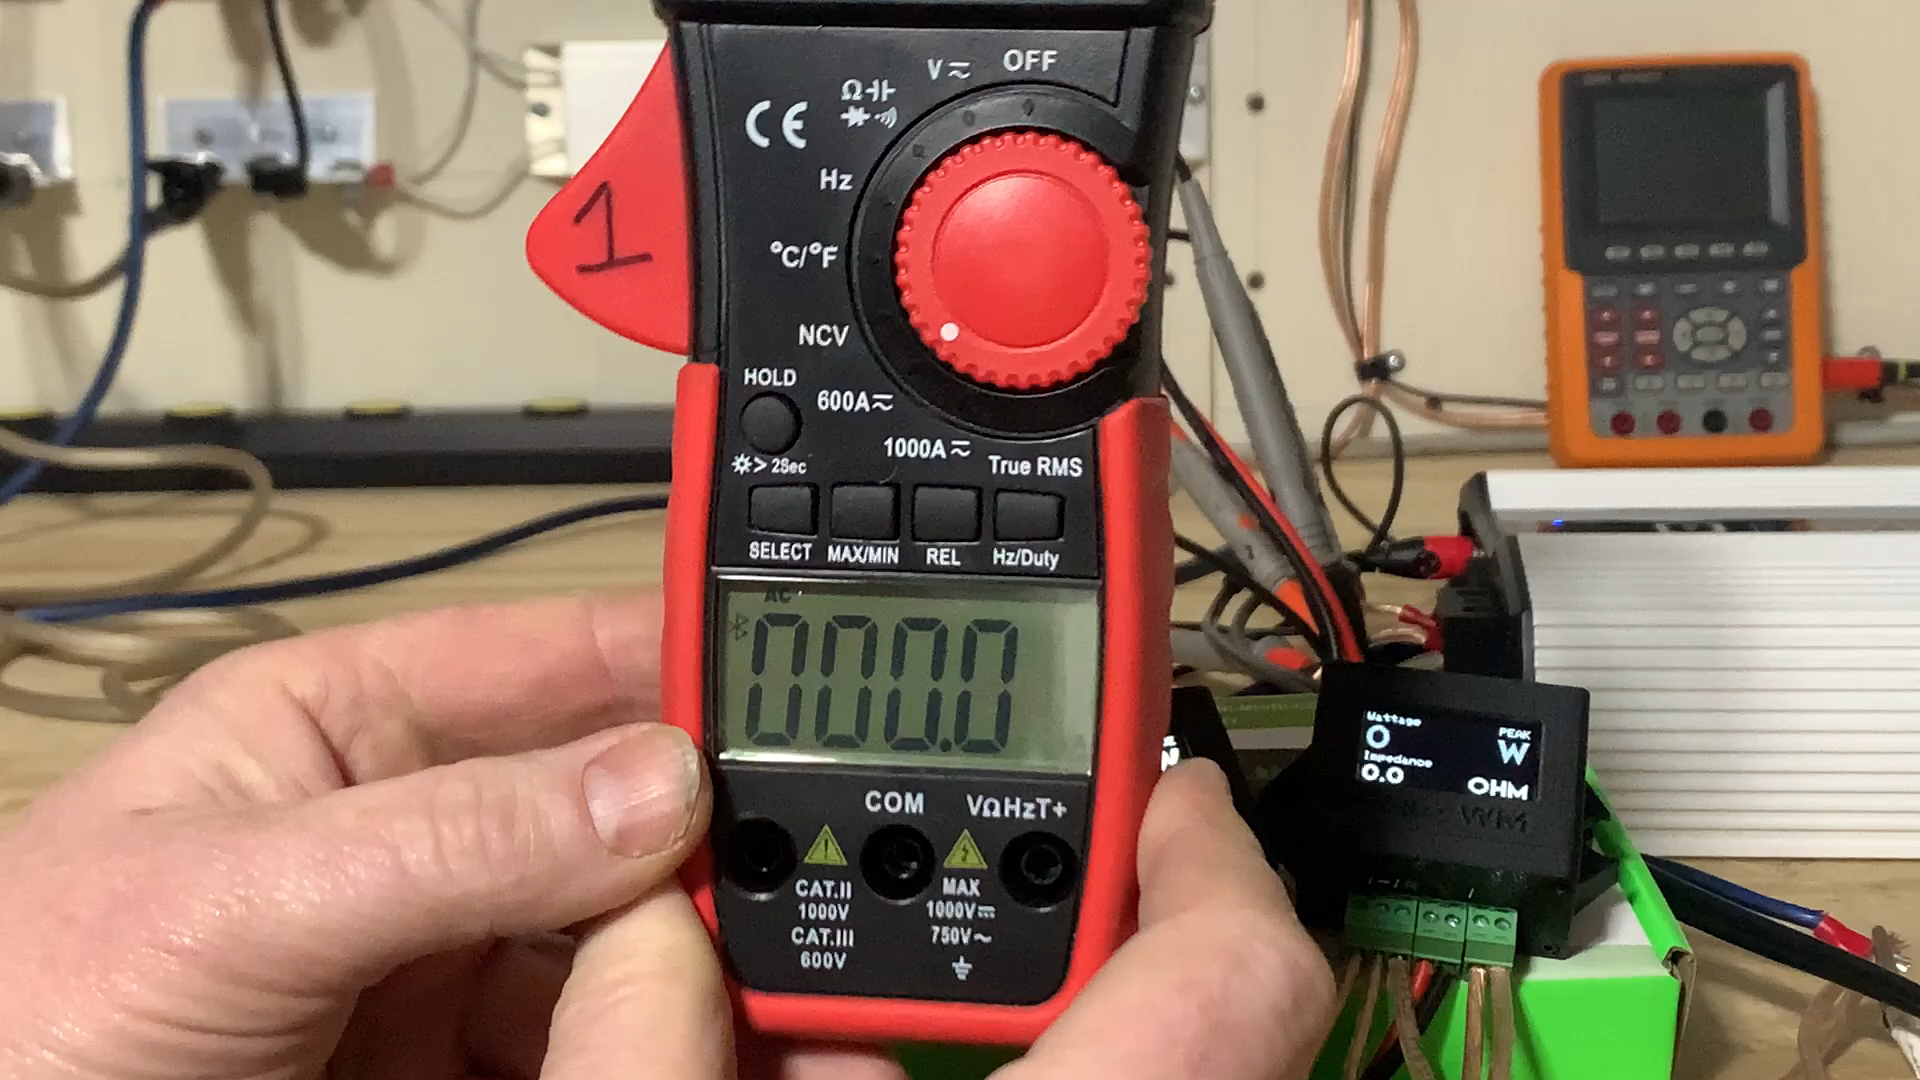 OFF
V
Ω
CE
Hz
°C/°F
1
NCV
HOLD
600A
1000A
True RMS
> 2Sec
SELECT MAX/MIN REL Hz/Duty
AC
000.0
COM VΩHzT+
CAT.II
1000V
CAT.III
600V
MAX
1000V
750V~
Wattage
0
PEAK
W
Impedance
0.0
OHM